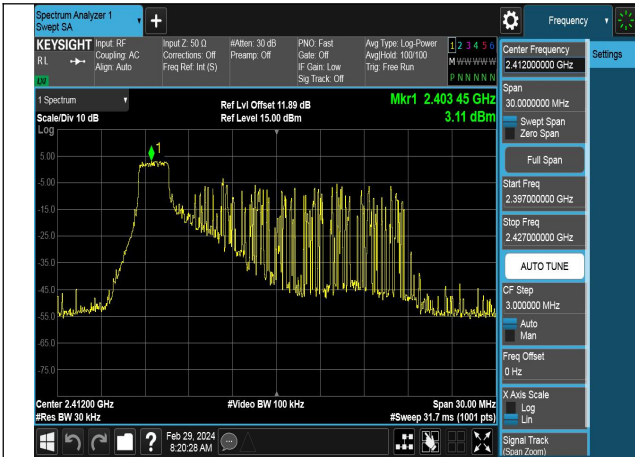 Spectrum Analyzer 1
Swept SA
+
Frequency
KEYSIGHT
RL
LXI
Input: RF
Coupling: AC
Align: Auto
Input Z: 50 Ω
Corrections: Off
Freq Ref: Int (S)
#Atten: 30 dB
Preamp: Off
PNO: Fast
Gate: Off
IF Gain: Low
Sig Track: Off
Avg Type: Log-Power
Avg|Hold: 100/100
Trig: Free Run
1 2 3 4 5 6
M W W W W W
P N N N N N
1 Spectrum
Scale/Div 10 dB
Ref Lvl Offset 11.89 dB
Ref Level 15.00 dBm
Mkr1 2.403 45 GHz
3.11 dBm
Log
1
5.00
-5.00
-15.0
-25.0
-35.0
-45.0
-55.0
-65.0
-75.0
Center 2.41200 GHz
#Res BW 30 kHz
#Video BW 100 kHz
Span 30.00 MHz
#Sweep 31.7 ms (1001 pts)
?
Feb 29, 2024
8:20:28 AM
Center Frequency
2.412000000 GHz
Span
30.0000000 MHz
Swept Span
Zero Span
Full Span
Start Freq
2.397000000 GHz
Stop Freq
2.427000000 GHz
AUTO TUNE
CF Step
3.000000 MHz
Auto
Man
Freq Offset
0 Hz
X Axis Scale
Log
Lin
Signal Track
(Span Zoom)
Settings